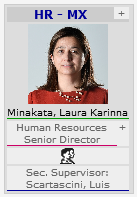 HR - MX +
Minakata, Laura Karinna
Human Resources +
Senior Director
Sec. Supervisor:
Scartascini, Luis